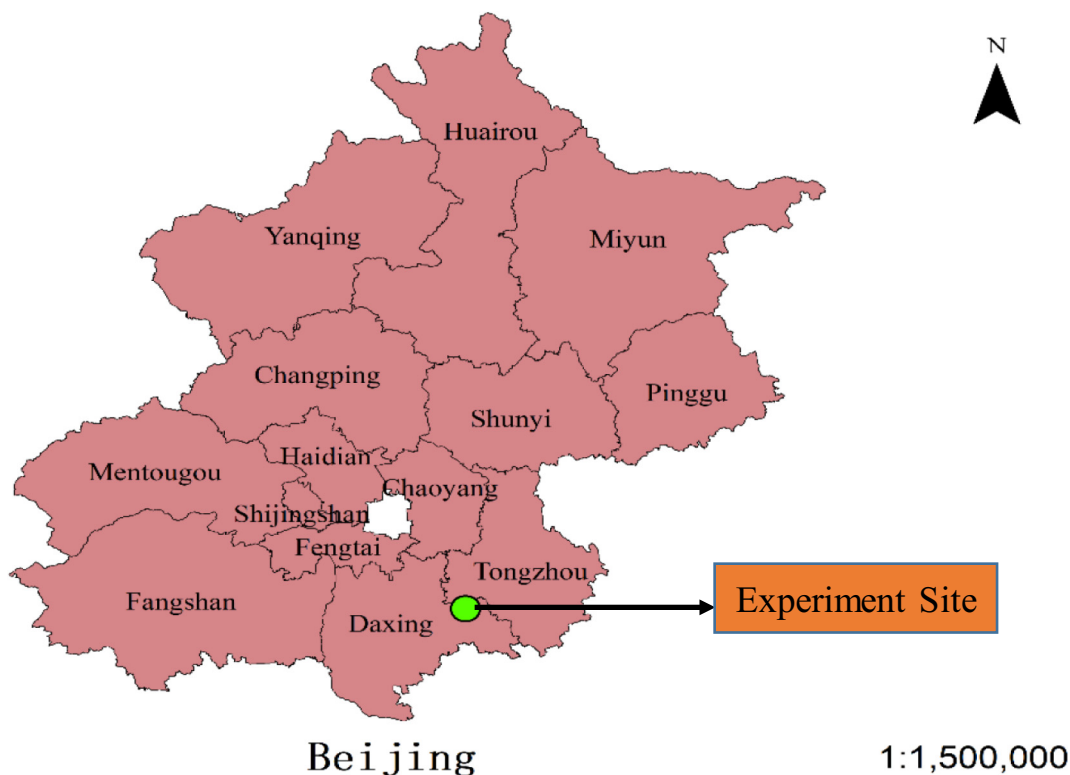 N
Huairou
Yanqing
Miyun
Changping
Pinggu
Shunyi
Haidian
Mentougou
Chaoyang
Shijingshan
Fengtai
Tongzhou
Fangshan
Experiment Site
Daxing
Beijing
1:1,500,000